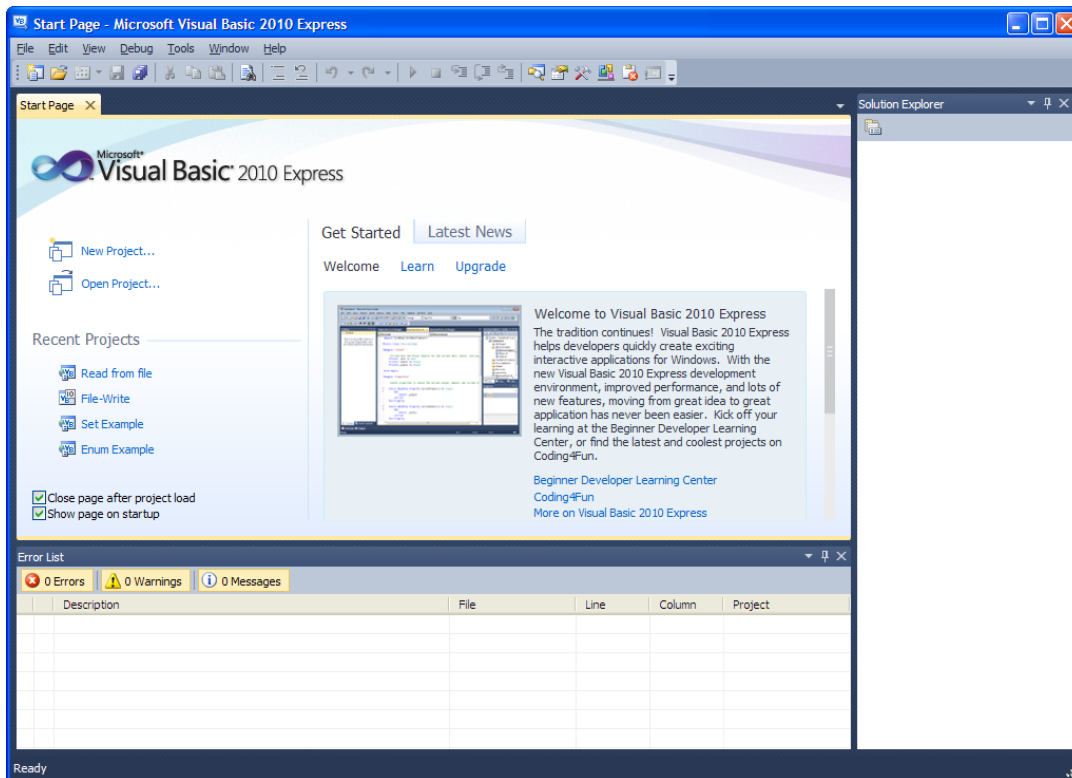 Start Page - Microsoft Visual Basic 2010 Express
File Edit View Debug Tools Window Help
Start Page
Solution Explorer
Microsoft®
Visual Basic® 2010 Express
New Project...
Open Project...
Recent Projects
Read from file
File-Write
Set Example
Enum Example
Close page after project load
Show page on startup
Get Started Latest News
Welcome Learn Upgrade
Welcome to Visual Basic 2010 Express
The tradition continues! Visual Basic 2010 Express
helps developers quickly create exciting
interactive applications for Windows. With the
new Visual Basic 2010 Express development
environment, improved performance, and lots of
new features, moving from great idea to great
application has never been easier. Kick off your
learning at the Beginner Developer Learning
Center, or find the latest and coolest projects on
Coding4Fun.
Beginner Developer Learning Center
Coding4Fun
More on Visual Basic 2010 Express
Error List
0 Errors 0 Warnings 0 Messages
Description File Line Column Project
Ready